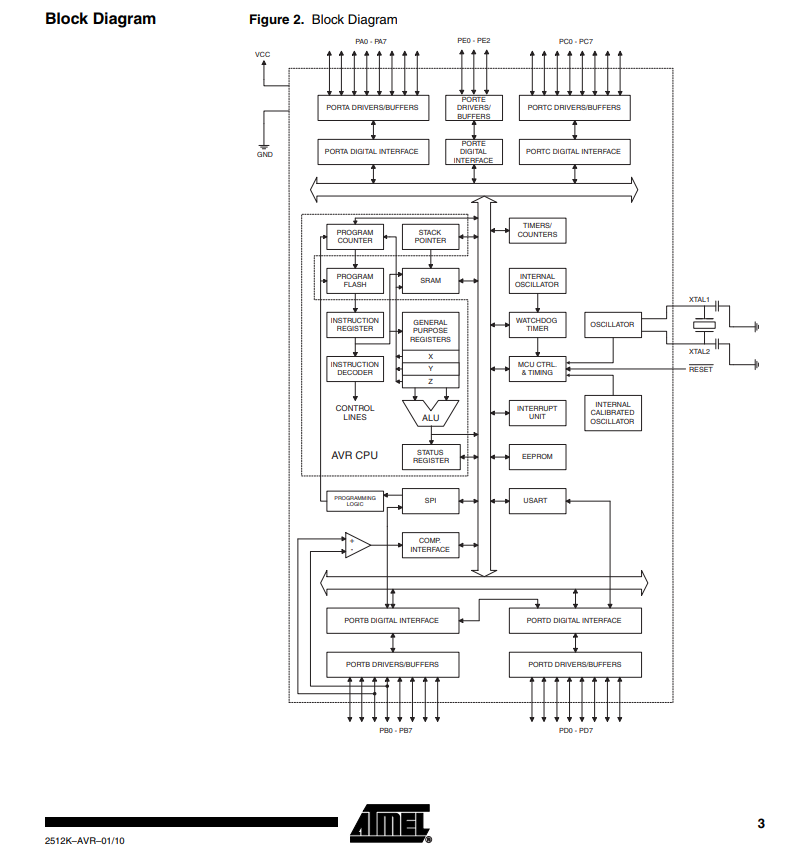 Block Diagram
Figure 2. Block Diagram
PA0 - PA7
PE0 - PE2
PC0 - PC7
VCC
GND
PORTA DRIVERS/BUFFERS
PORTE
DRIVERS/
BUFFERS
PORTC DRIVERS/BUFFERS
PORTA DIGITAL INTERFACE
PORTE
DIGITAL
INTERFACE
PORTC DIGITAL INTERFACE
PROGRAM
COUNTER
STACK
POINTER
TIMERS/
COUNTERS
PROGRAM
FLASH
SRAM
INTERNAL
OSCILLATOR
XTAL1
INSTRUCTION
REGISTER
GENERAL
PURPOSE
REGISTERS
WATCHDOG
TIMER
OSCILLATOR
XTAL2
X
Y
Z
INSTRUCTION
DECODER
MCU CTRL.
& TIMING
RESET
CONTROL
LINES
ALU
INTERRUPT
UNIT
INTERNAL
CALIBRATED
OSCILLATOR
AVR CPU
STATUS
REGISTER
EEPROM
PROGRAMMING
LOGIC
SPI
USART
+
-
COMP.
INTERFACE
PORTB DIGITAL INTERFACE
PORTD DIGITAL INTERFACE
PORTB DRIVERS/BUFFERS
PORTD DRIVERS/BUFFERS
PB0 - PB7
PD0 - PD7
ATMEL®
3
2512K–AVR–01/10